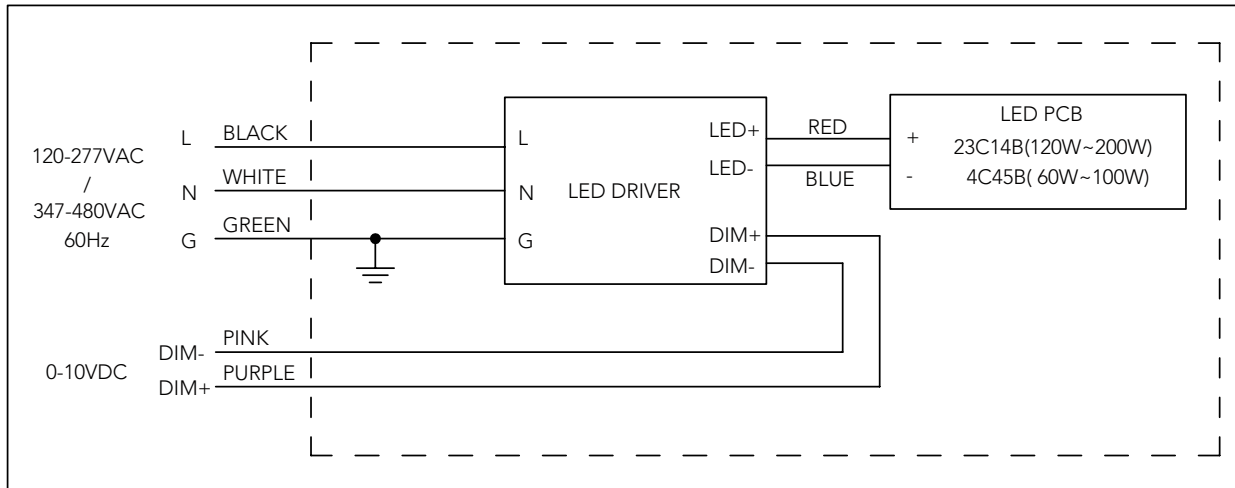 120-277VAC
/
347-480VAC
60Hz
L
BLACK
N
WHITE
G
GREEN
L
N
G
LED DRIVER
LED+
LED-
DIM+
DIM-
RED
BLUE
LED PCB
+
23C14B(120W~200W)
-
4C45B( 60W~100W)
0-10VDC
DIM-
PINK
DIM+
PURPLE